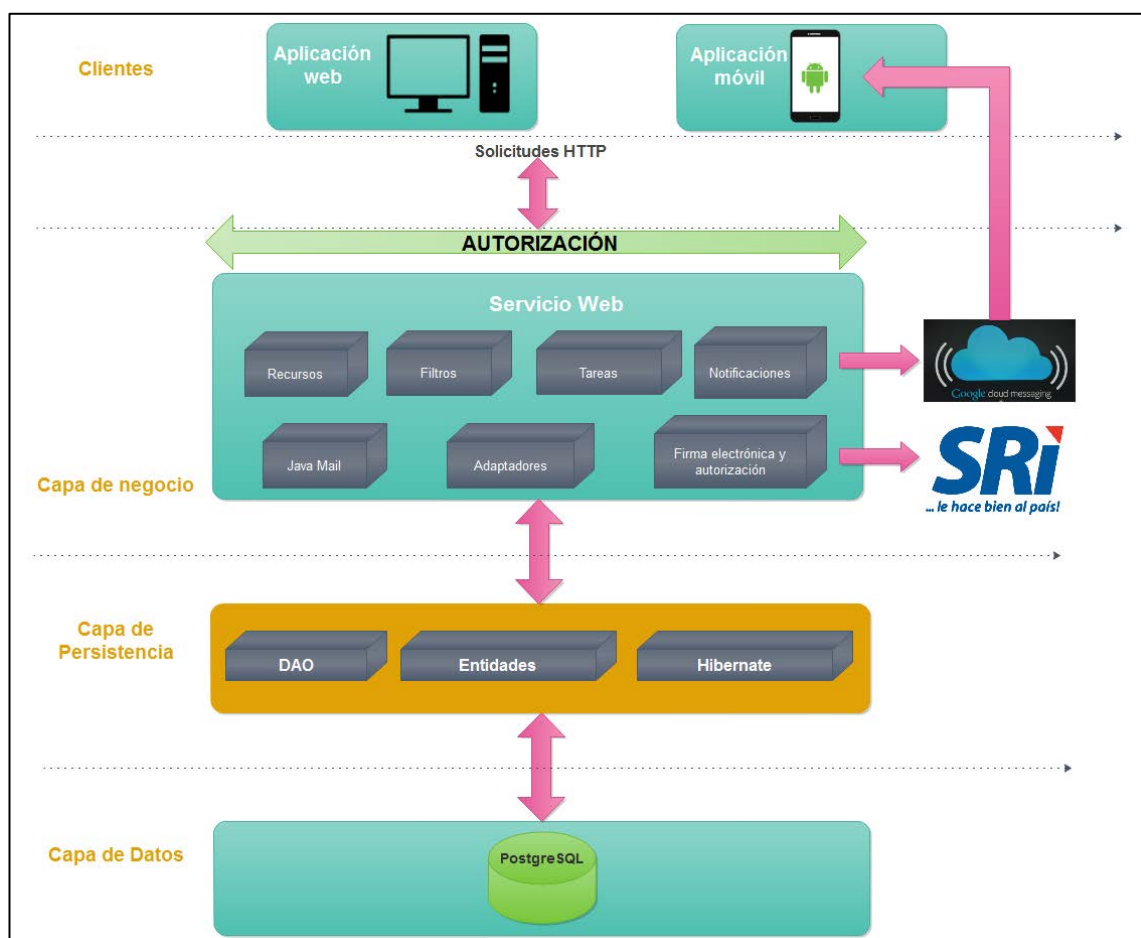 Clientes
Aplicación
web
Aplicación
móvil
Solicitudes HTTP
AUTORIZACIÓN
Servicio Web
Recursos
Filtros
Tareas
Notificaciones
Google cloud messaging
Java Mail
Adaptadores
Firma electrónica y
autorización
SRi
... le hace bien al país!
Capa de negocio
Capa de
Persistencia
DAO
Entidades
Hibernate
Capa de Datos
PostgreSQL